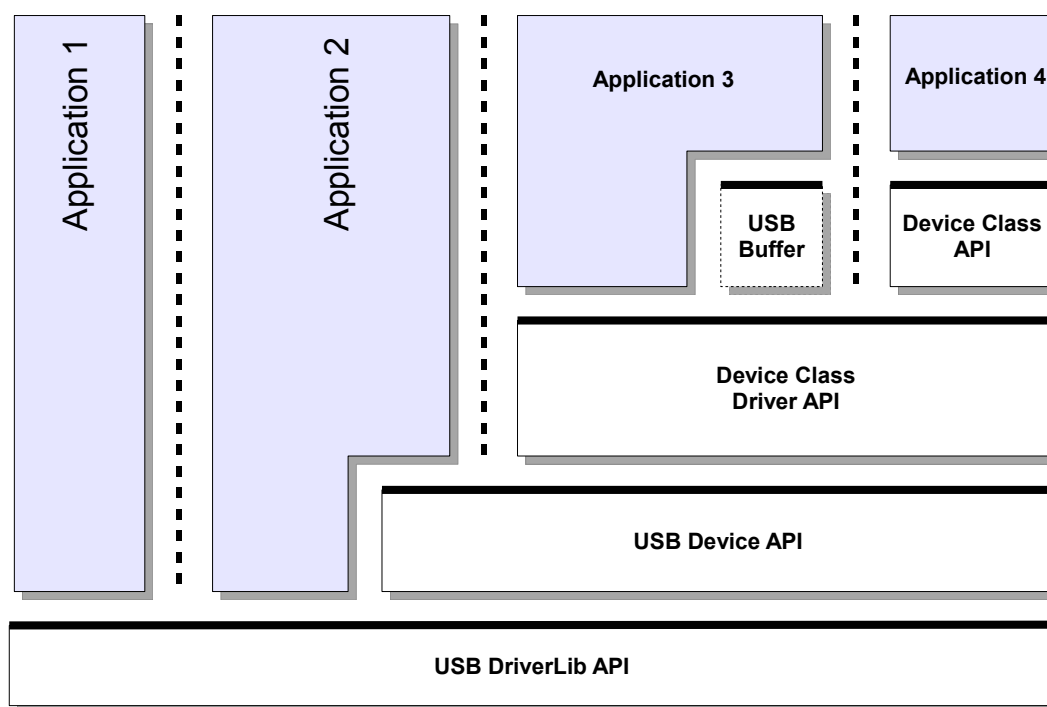 Application 1
Application 2
Application 3
Application 4
USB
Buffer
Device Class
API
Device Class
Driver API
USB Device API
USB DriverLib API